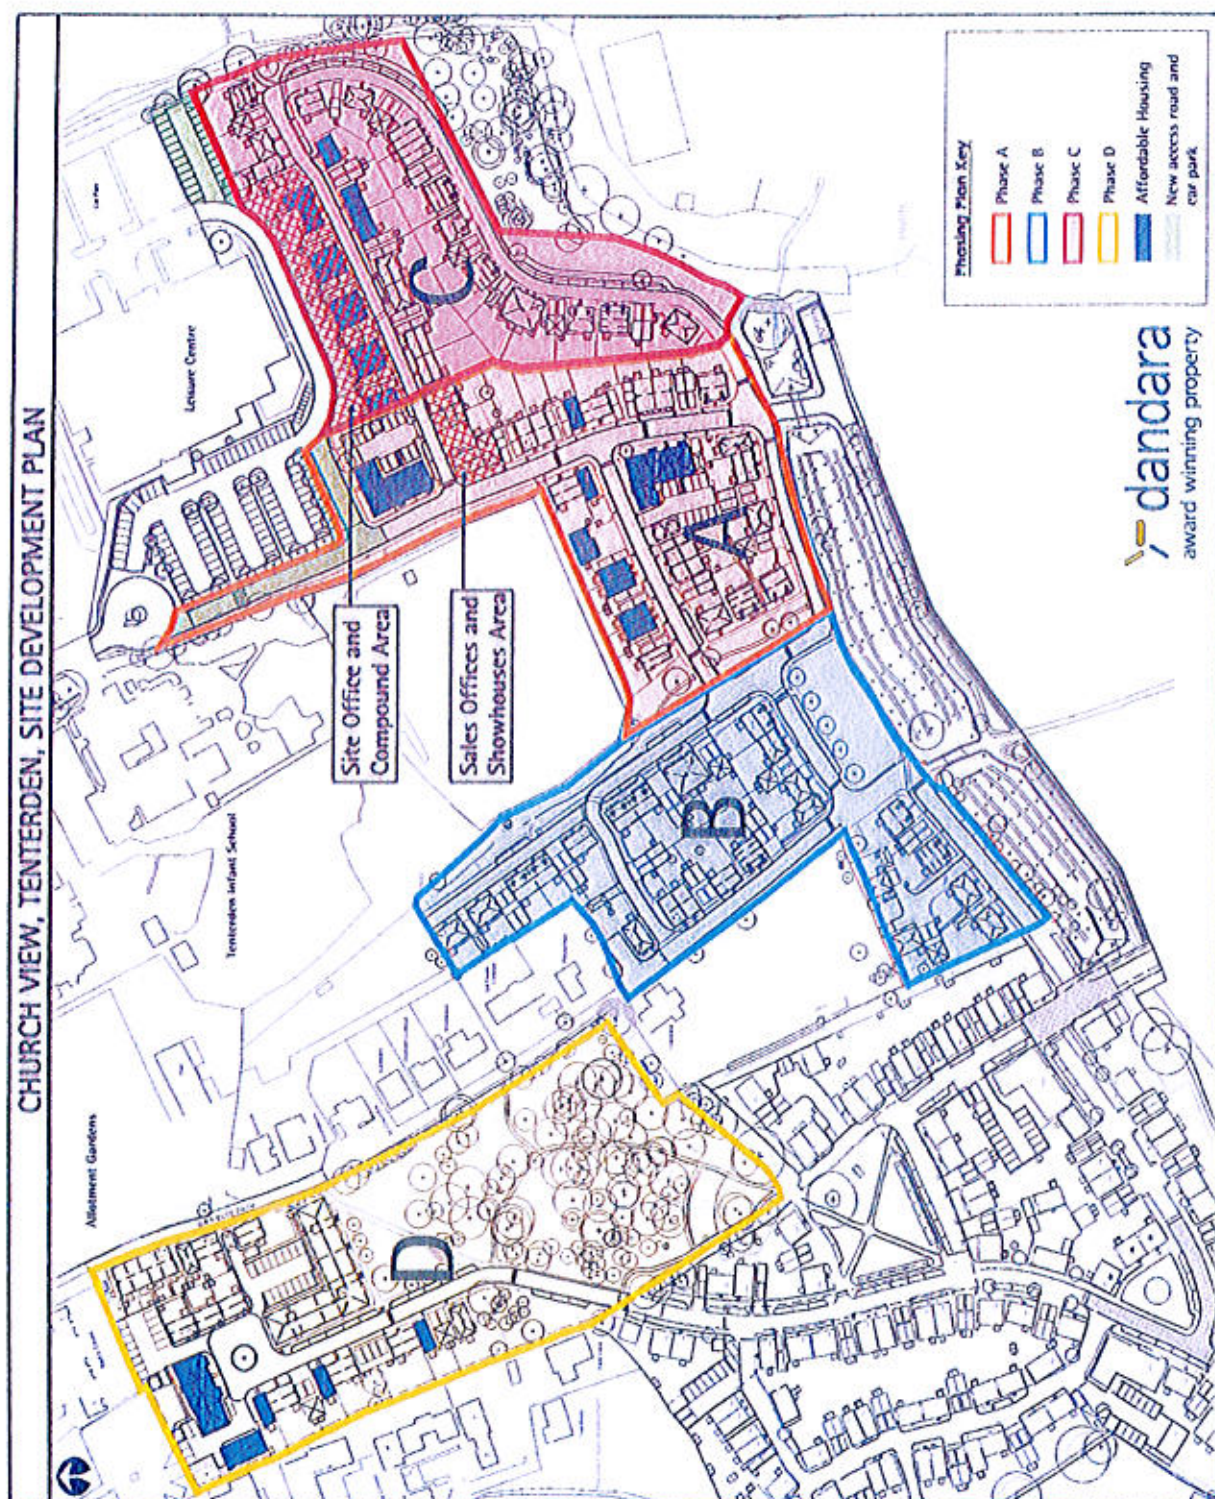 CHURCH VIEW, TENTERDEN, SITE DEVELOPMENT PLAN
Allotment Gardens
Tenterden Infant School
Leisure Centre
Car Park
Site Office and
Compound Area
Sales Offices and
Showhouses Area
A
B
C
D
Phasing Plan Key
Phase A
Phase B
Phase C
Phase D
Affordable Housing
New access road and
car park
dandara
award winning property